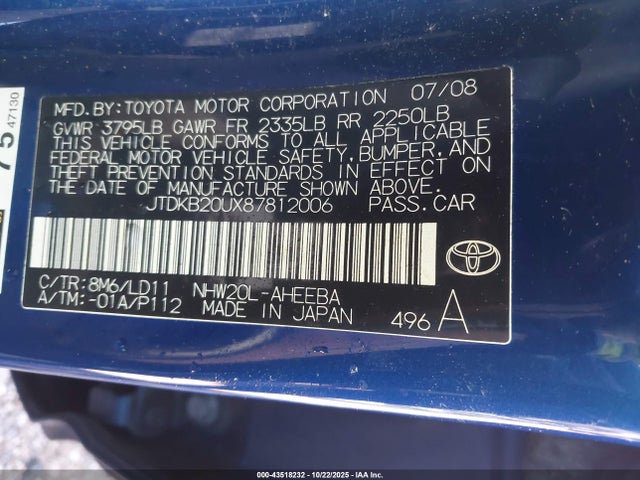 MFD.BY:TOYOTA MOTOR CORPORATION 07/08
GVWR 3795LB GAWR FR 2335LB RR 2250LB
THIS VEHICLE CONFORMS TO ALL APPLICABLE
FEDERAL MOTOR VEHICLE SAFETY,BUMPER,AND
THEFT PREVENTION STANDARDS IN EFFECT ON
THE DATE OF MANUFACTURE SHOWN ABOVE.
JTDKB20UX87812006 PASS.CAR
C/TR:8M6/LD11 NHW20L-AHEEBA
A/TM:-01A/P112 MADE IN JAPAN
496 A
75 47130
000-43518232 - 10/22/2025 - IAA Inc.